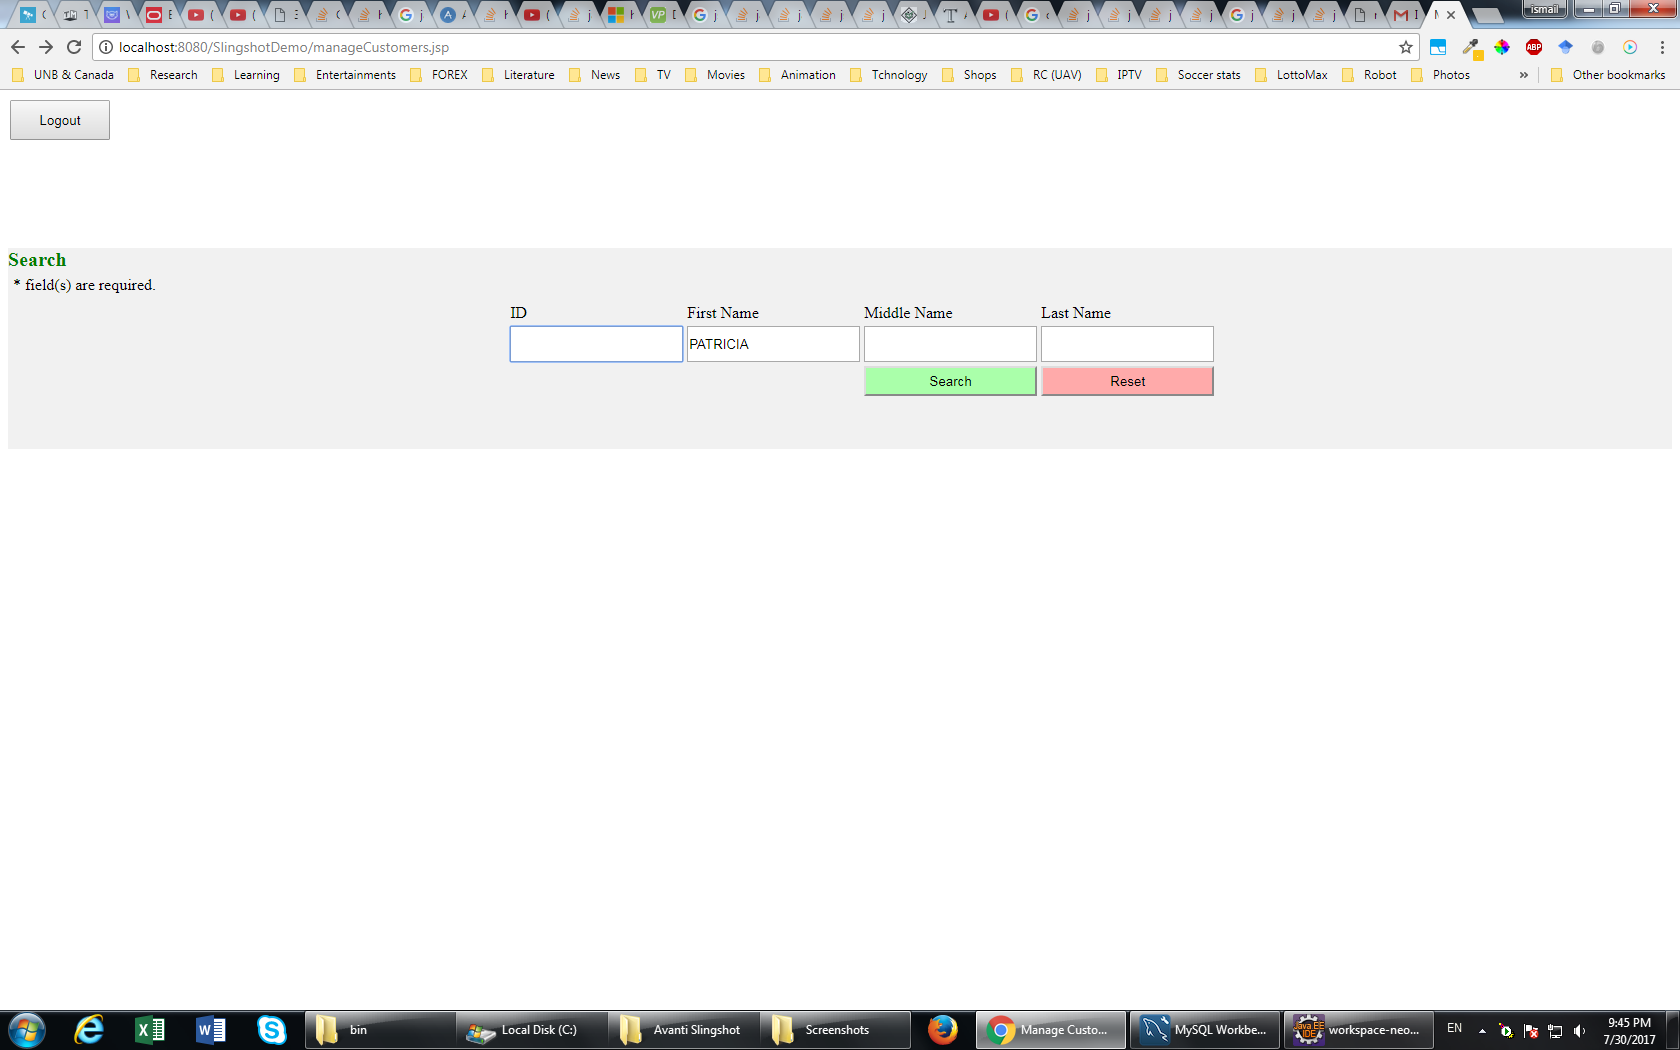 ismail
localhost:8080/SlingshotDemo/manageCustomers.jsp
ABP
UNB & Canada Research Learning Entertainments FOREX Literature News TV Movies Animation Tchnology Shops RC (UAV) IPTV Soccer stats LottoMax Robot Photos » Other bookmarks
Logout
Search
* field(s) are required.
ID First Name Middle Name Last Name
PATRICIA
Search Reset
bin Local Disk (C:) Avanti Slingshot Screenshots Manage Custo... MySQL Workbe... workspace-neo... EN 9:45 PM
7/30/2017